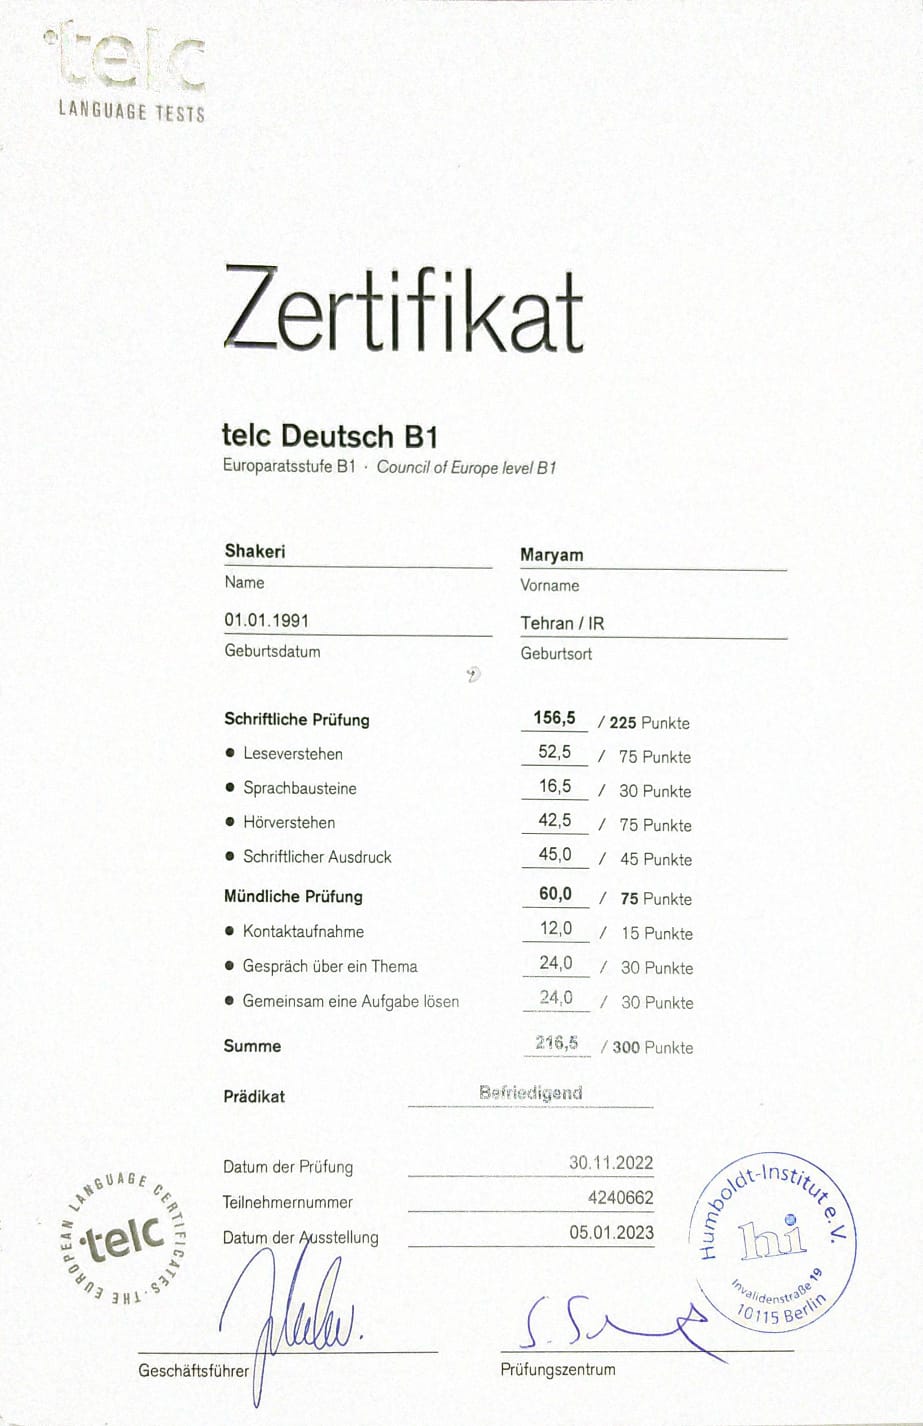 telc
LANGUAGE TESTS
Zertifikat
telc Deutsch B1
Europaratsstufe B1 · Council of Europe level B1
Shakeri Maryam
Name Vorname
01.01.1991 Tehran / IR
Geburtsdatum Geburtsort
Schriftliche Prüfung 156,5 / 225 Punkte
● Leseverstehen 52,5 / 75 Punkte
● Sprachbausteine 16,5 / 30 Punkte
● Hörverstehen 42,5 / 75 Punkte
● Schriftlicher Ausdruck 45,0 / 45 Punkte
Mündliche Prüfung 60,0 / 75 Punkte
● Kontaktaufnahme 12,0 / 15 Punkte
● Gespräch über ein Thema 24,0 / 30 Punkte
● Gemeinsam eine Aufgabe lösen 24,0 / 30 Punkte
Summe 216,5 / 300 Punkte
Prädikat Befriedigend
Datum der Prüfung 30.11.2022
Teilnehmernummer 4240662
Datum der Ausstellung 05.01.2023
THE EUROPEAN LANGUAGE CERTIFICATES
telc
Humboldt-Institut e.V.
hi
Invalidenstraße 19
10115 Berlin
Geschäftsführer Prüfungszentrum